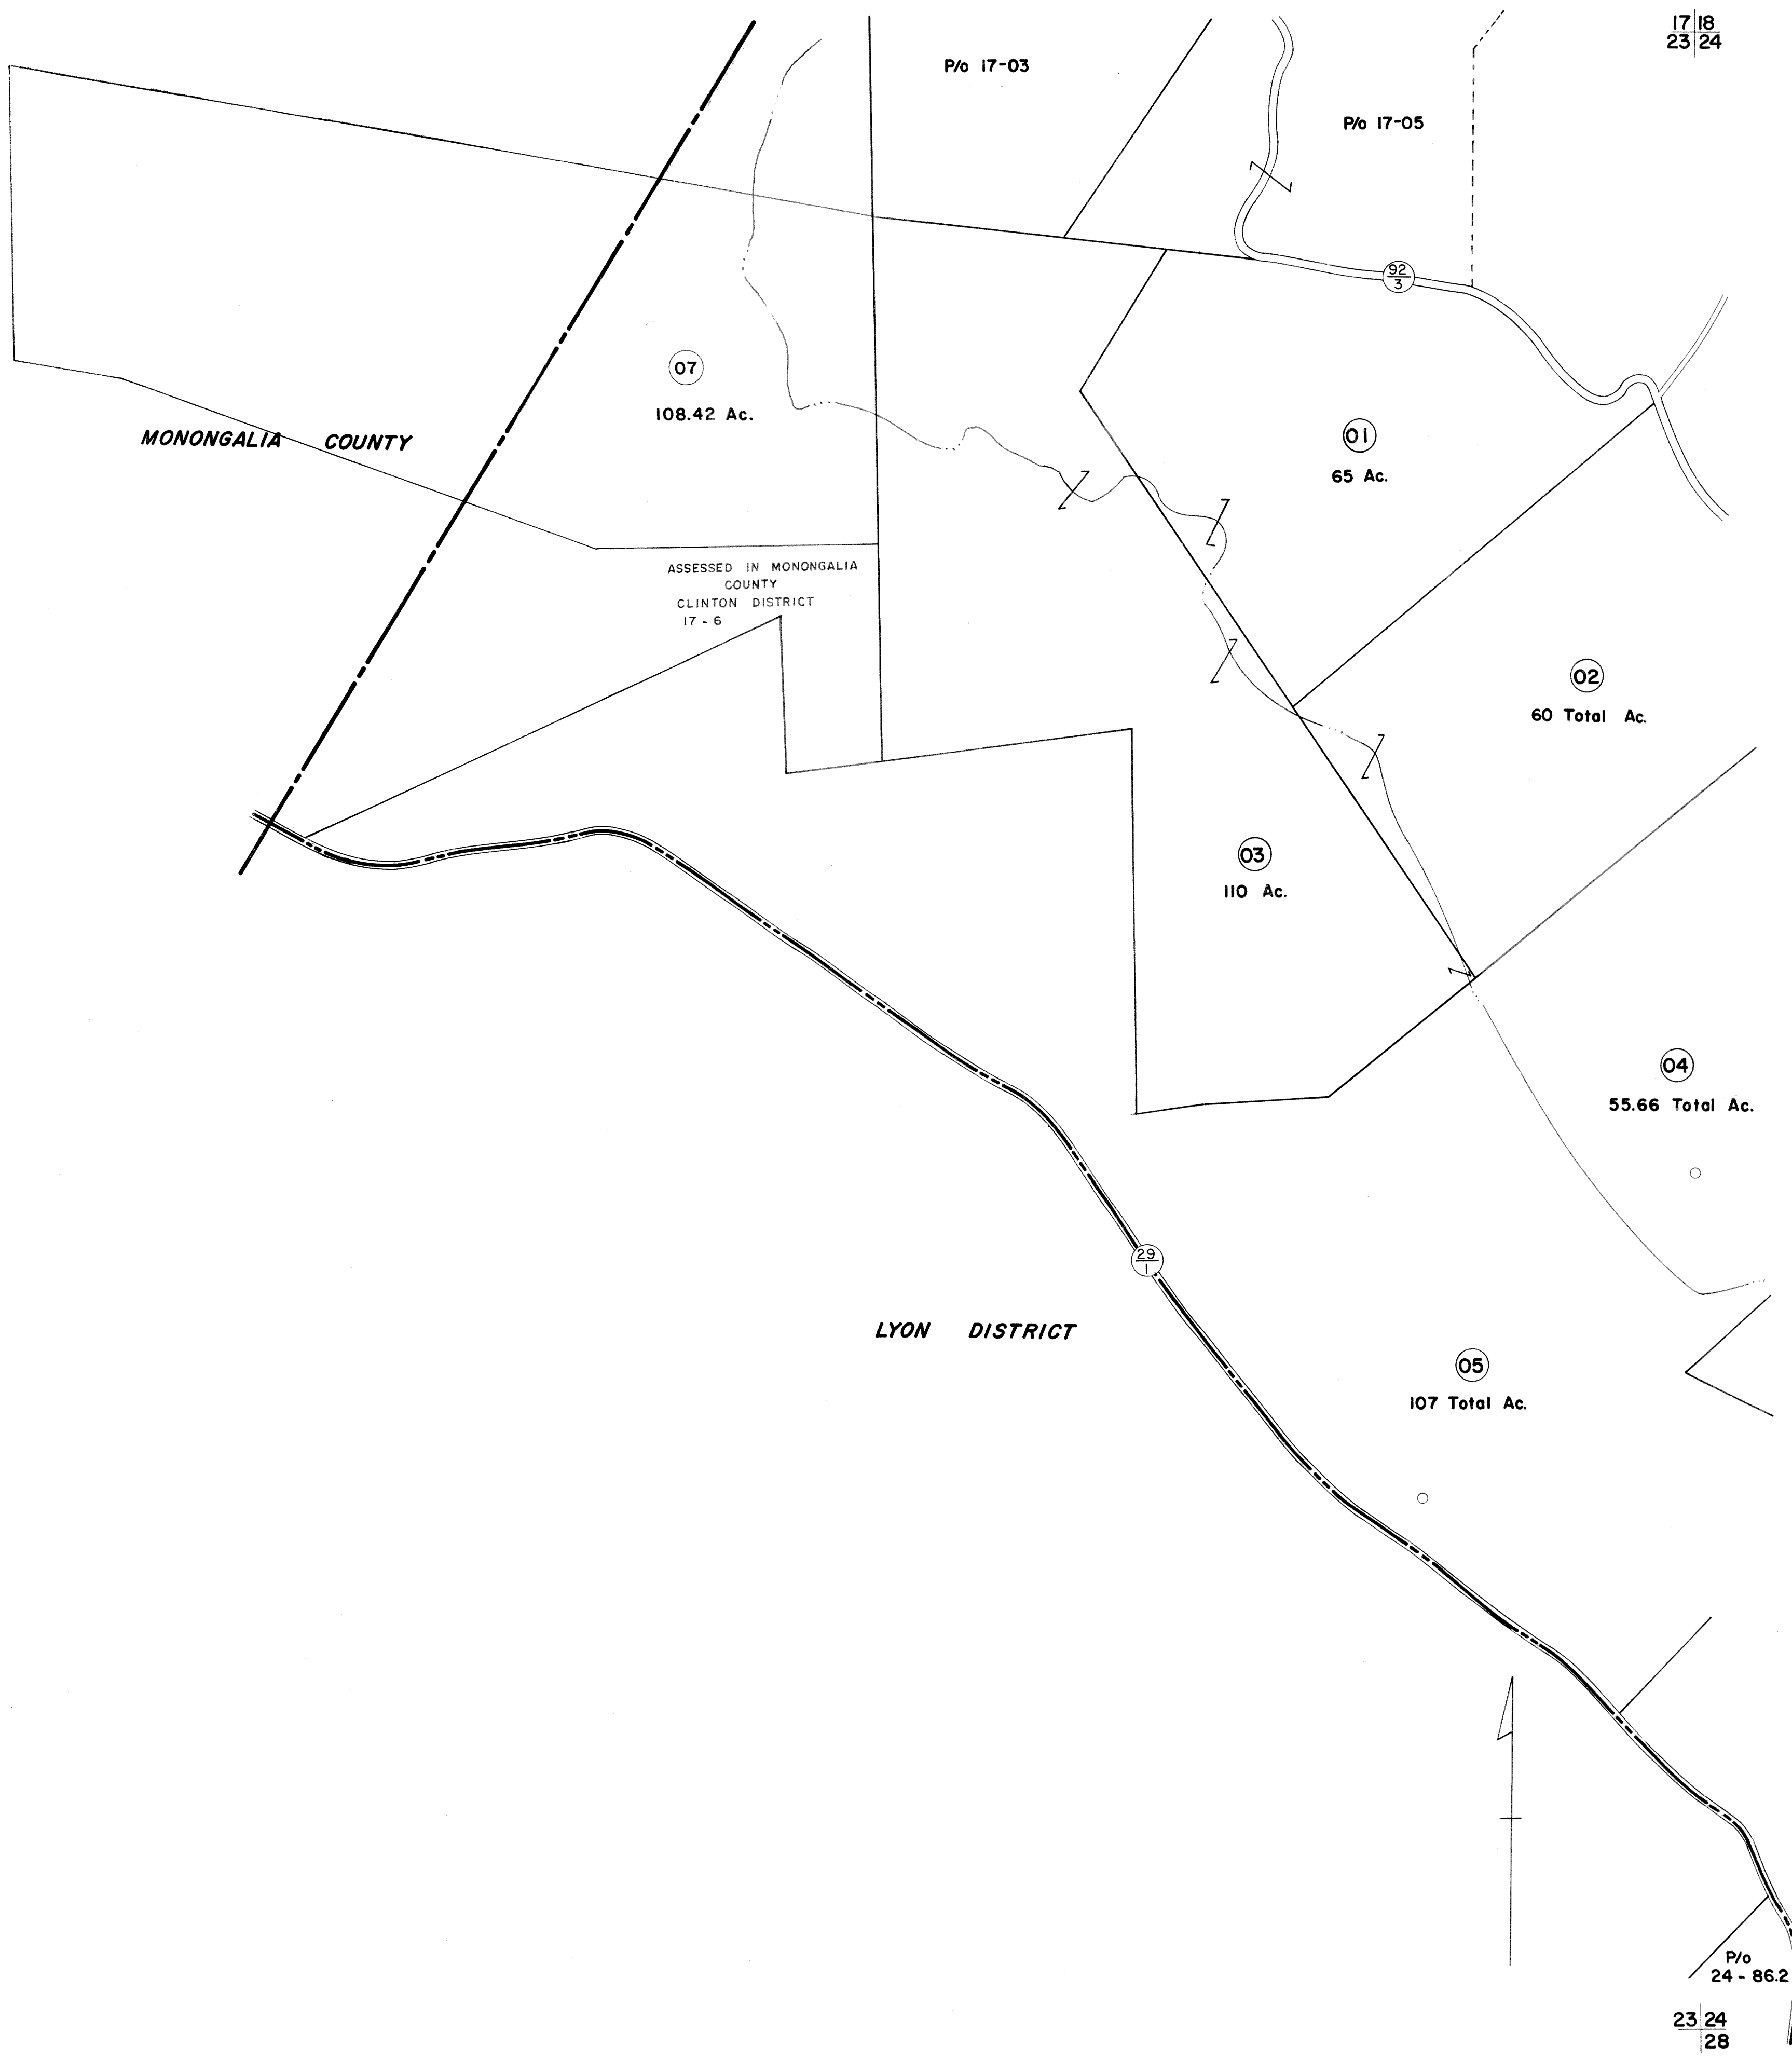 17 18
23 24
P/o 17-03
P/o 17-05
92
3
07
108.42 Ac.
MONONGALIA COUNTY
01
65 Ac.
ASSESSED IN MONONGALIA
COUNTY
CLINTON DISTRICT
17 - 6
02
60 Total Ac.
03
110 Ac.
04
55.66 Total Ac.
29
1
LYON DISTRICT
05
107 Total Ac.
P/o
24 - 86.2
23 24
28